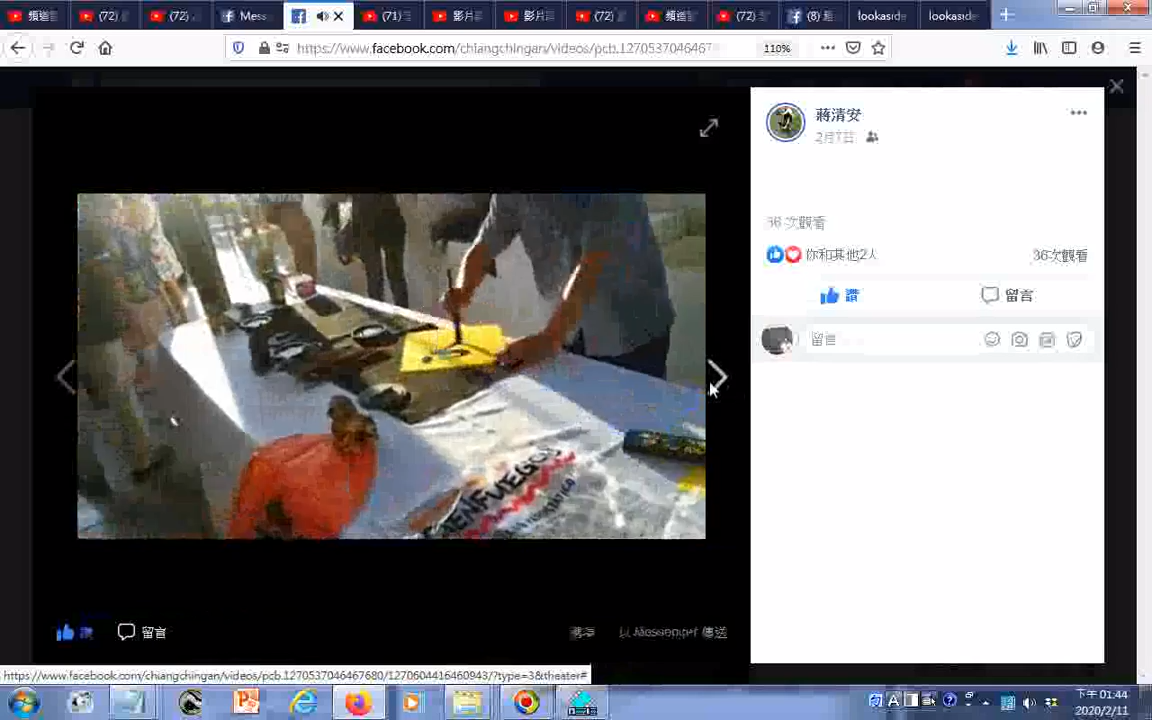 頻道
(72)
(72)
Mess
(71)
影片
影片
(72)
頻道
(72)
(8)
lookaside
lookaside
https://www.facebook.com/chiangchingan/videos/pcb.1270537046467
110%
蔣清安
2月7日
36 次觀看
你和其他2人
36次觀看
讚
留言
留言
ENFUEGOS
讚
留言
以 Messenger 傳送
https://www.facebook.com/chiangchingan/videos/pcb.1270537046467680/1270604416460943/?type=3&theater#
A
下午 01:44
2020/2/11